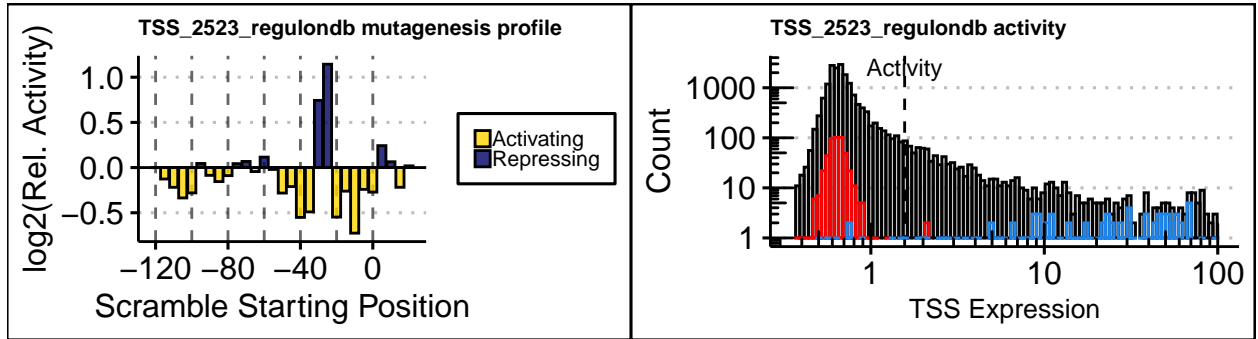 TSS_2523_regulondb mutagenesis profile
log2(Rel. Activity)
1.0
0.5
0.0
−0.5
−120
−80
−40
0
Scramble Starting Position
Activating
Repressing
TSS_2523_regulondb activity
Activity
Count
1000
100
10
1
1
10
100
TSS Expression